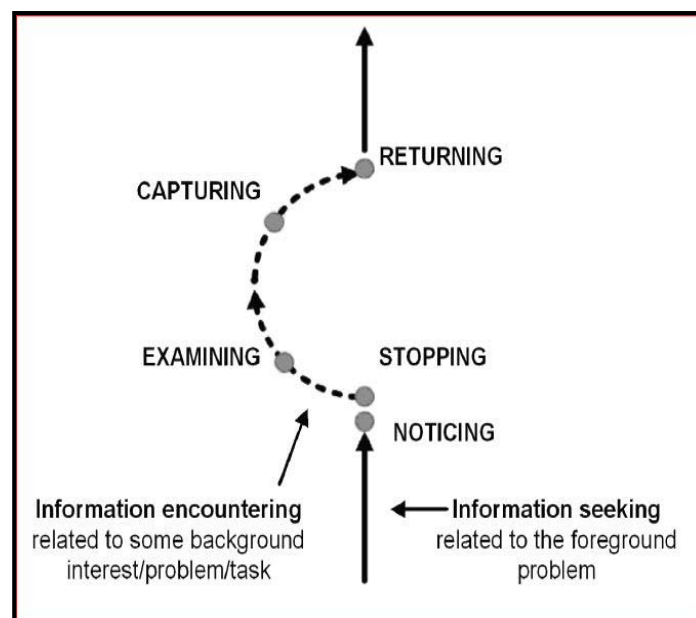 RETURNING
CAPTURING
EXAMINING
STOPPING
NOTICING
Information encountering
related to some background
interest/problem/task
Information seeking
related to the foreground
problem